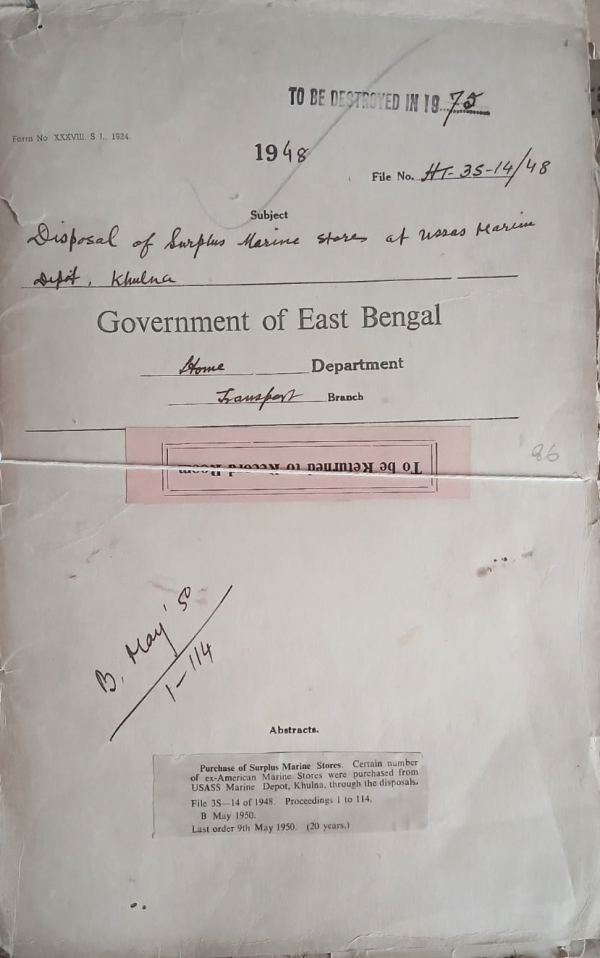 TO BE DESTROYED IN 19 75
Form No. XXXVIII. S. L. 1924.
1948
File No. HT-3S-14/48
Subject
Disposal of Surplus Marine stores at USSAS Marine
Depôt, Khulna
Government of East Bengal
Home Department
Transport Branch
To be Returned to Record Room
86
B, May '50
1-114
Abstracts.
Purchase of Surplus Marine Stores. Certain number
of ex-American Marine Stores were purchased from
USASS Marine Depot, Khulna, through the disposals.
File 3S—14 of 1948. Proceedings 1 to 114.
B May 1950.
Last order 9th May 1950. (20 years.)